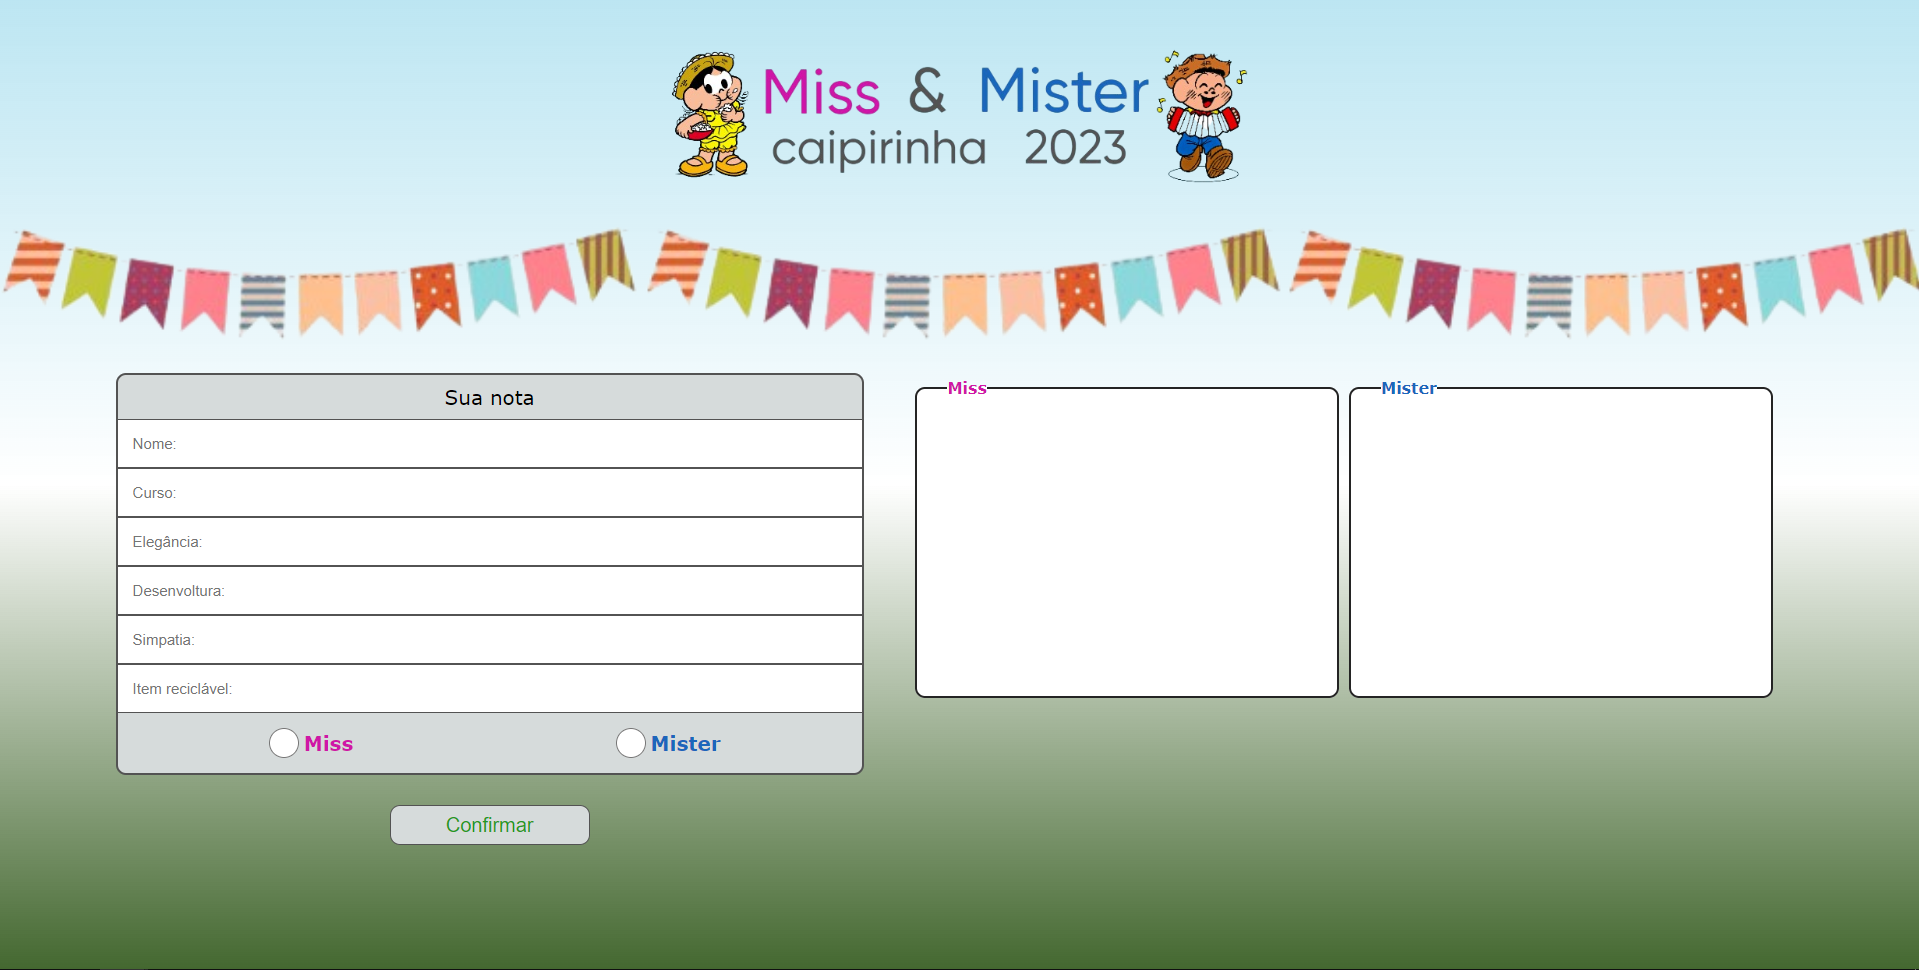 Miss & Mister
caipirinha 2023
Sua nota
Nome:
Curso:
Elegância:
Desenvoltura:
Simpatia:
Item reciclável:
Miss
Mister
Confirmar
Miss
Mister